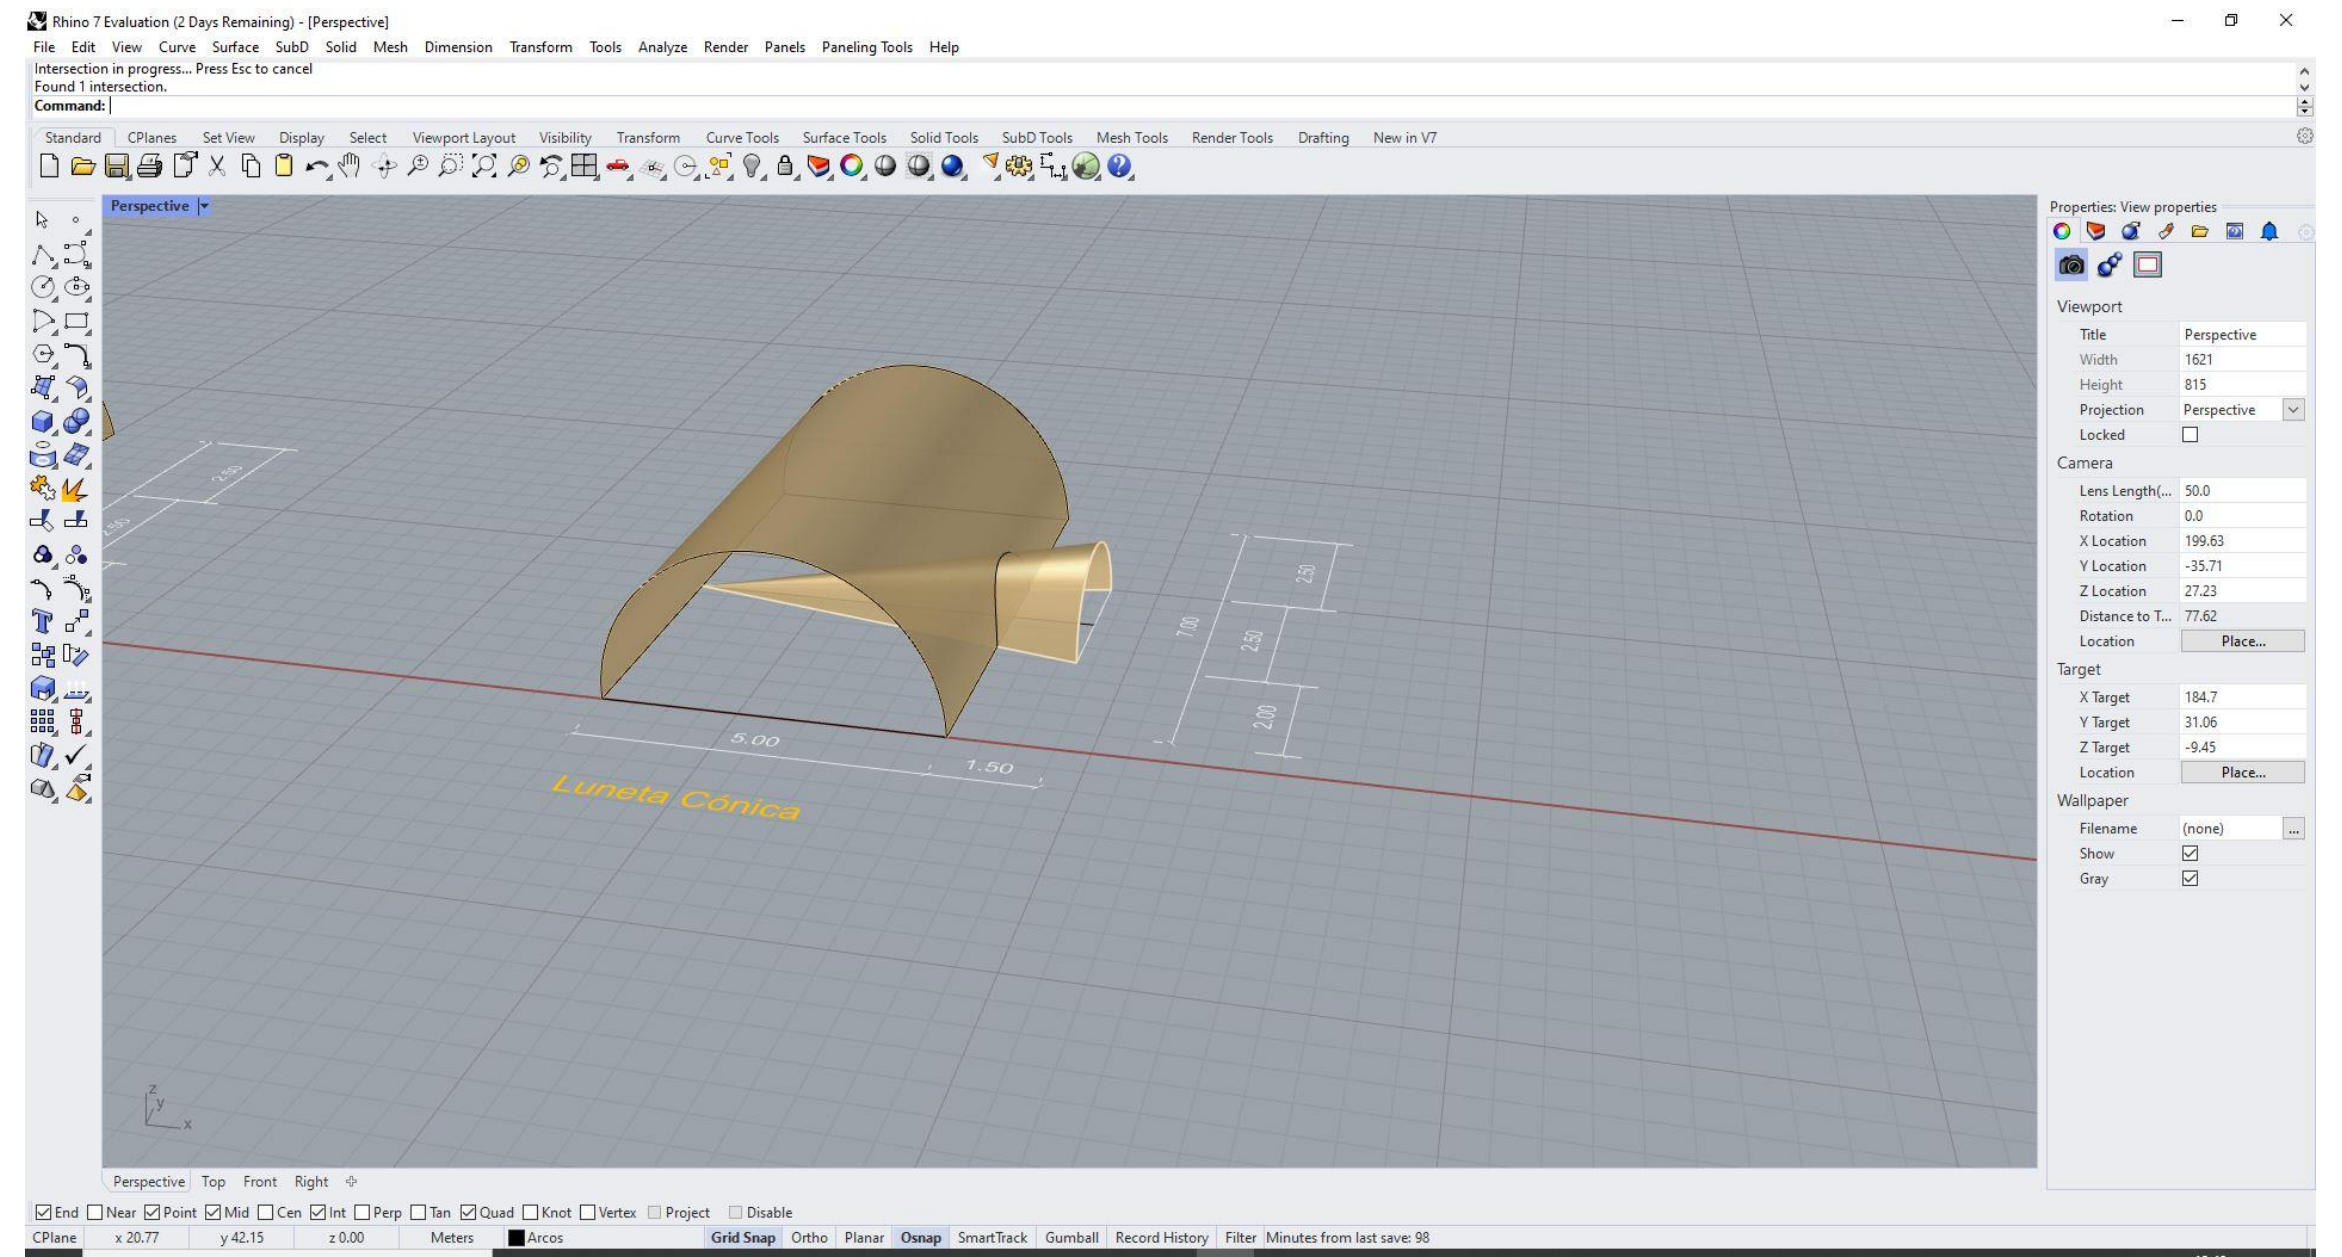 Rhino 7 Evaluation (2 Days Remaining) - [Perspective]
File Edit View Curve Surface SubD Solid Mesh Dimension Transform Tools Analyze Render Panels Paneling Tools Help
Intersection in progress... Press Esc to cancel
Found 1 intersection.
Command:
Standard CPlanes Set View Display Select Viewport Layout Visibility Transform Curve Tools Surface Tools Solid Tools SubD Tools Mesh Tools Render Tools Drafting New in V7
Perspective
Properties: View properties
Viewport
Title Perspective
Width 1621
Height 815
Projection Perspective
Locked
Camera
Lens Length(... 50.0
Rotation 0.0
X Location 199.63
Y Location -35.71
Z Location 27.23
Distance to T... 77.62
Location Place...
Target
X Target 184.7
Y Target 31.06
Z Target -9.45
Location Place...
Wallpaper
Filename (none) ...
Show
Gray
2.50
2.50
2.50
7.00
2.50
2.00
5.00
1.50
Luneta Cónica
z
y
x
Perspective Top Front Right
End Near Point Mid Cen Int Perp Tan Quad Knot Vertex Project Disable
CPlane x 20.77 y 42.15 z 0.00 Meters Arcos Grid Snap Ortho Planar Osnap SmartTrack Gumball Record History Filter Minutes from last save: 98